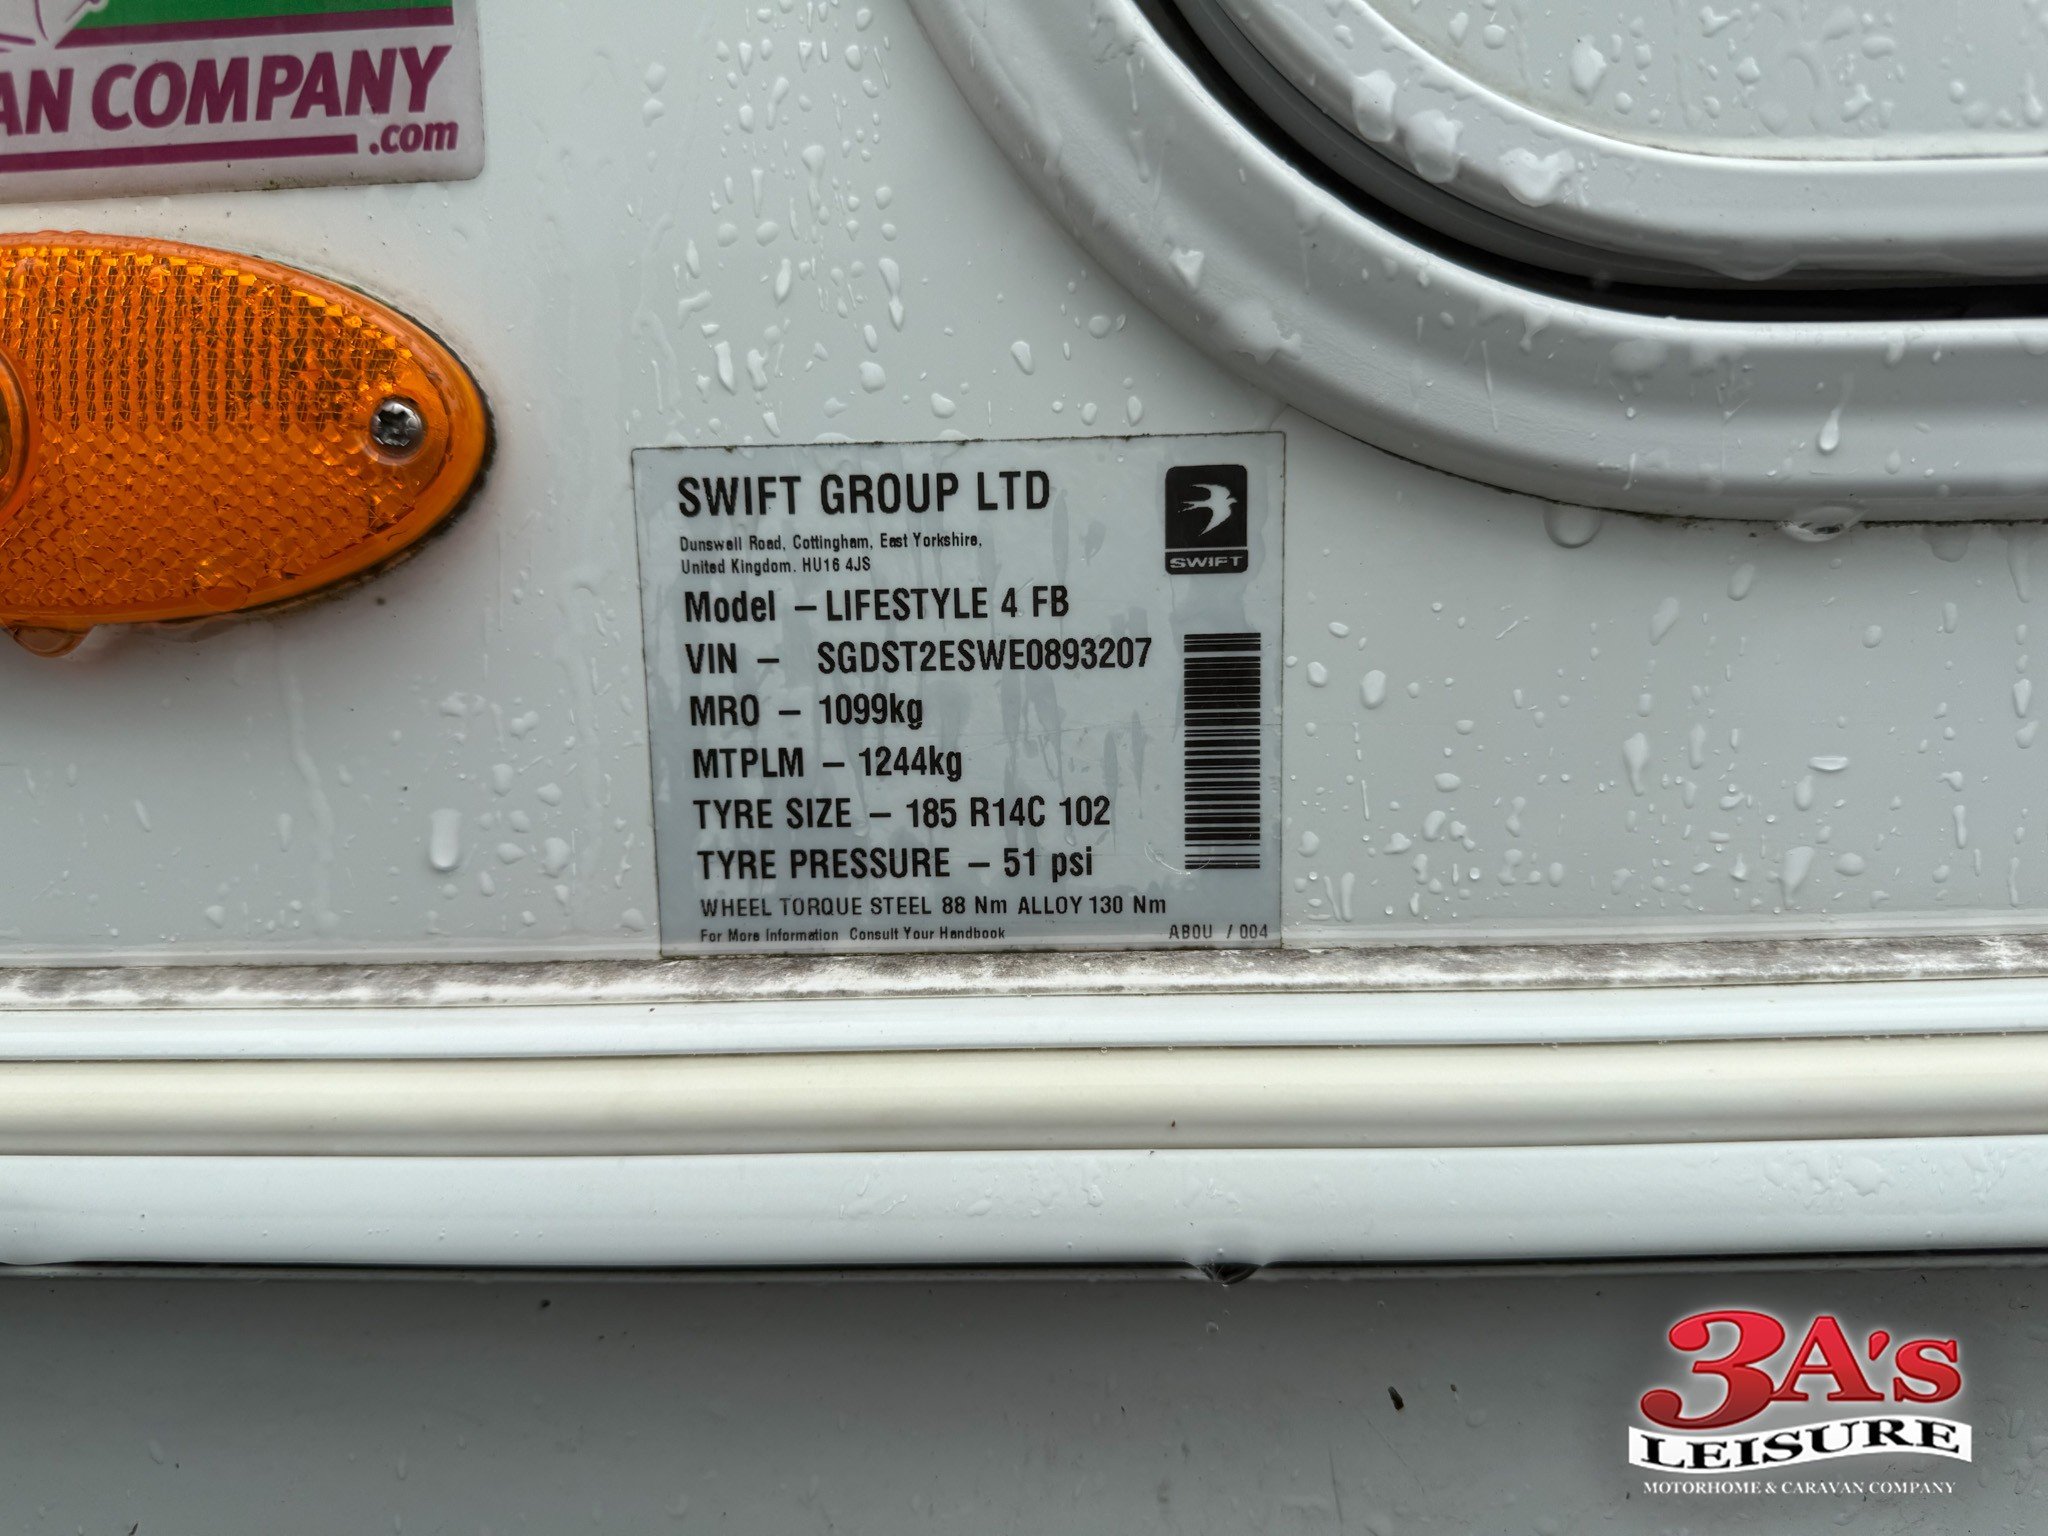 AN COMPANY
.com
SWIFT GROUP LTD
Dunswell Road, Cottingham, East Yorkshire,
United Kingdom. HU16 4JS
SWIFT
Model – LIFESTYLE 4 FB
VIN – SGDST2ESWE0893207
MRO – 1099kg
MTPLM – 1244kg
TYRE SIZE – 185 R14C 102
TYRE PRESSURE – 51 psi
WHEEL TORQUE STEEL 88 Nm ALLOY 130 Nm
For More Information Consult Your Handbook
AB0U / 004
3A's
LEISURE
MOTORHOME & CARAVAN COMPANY